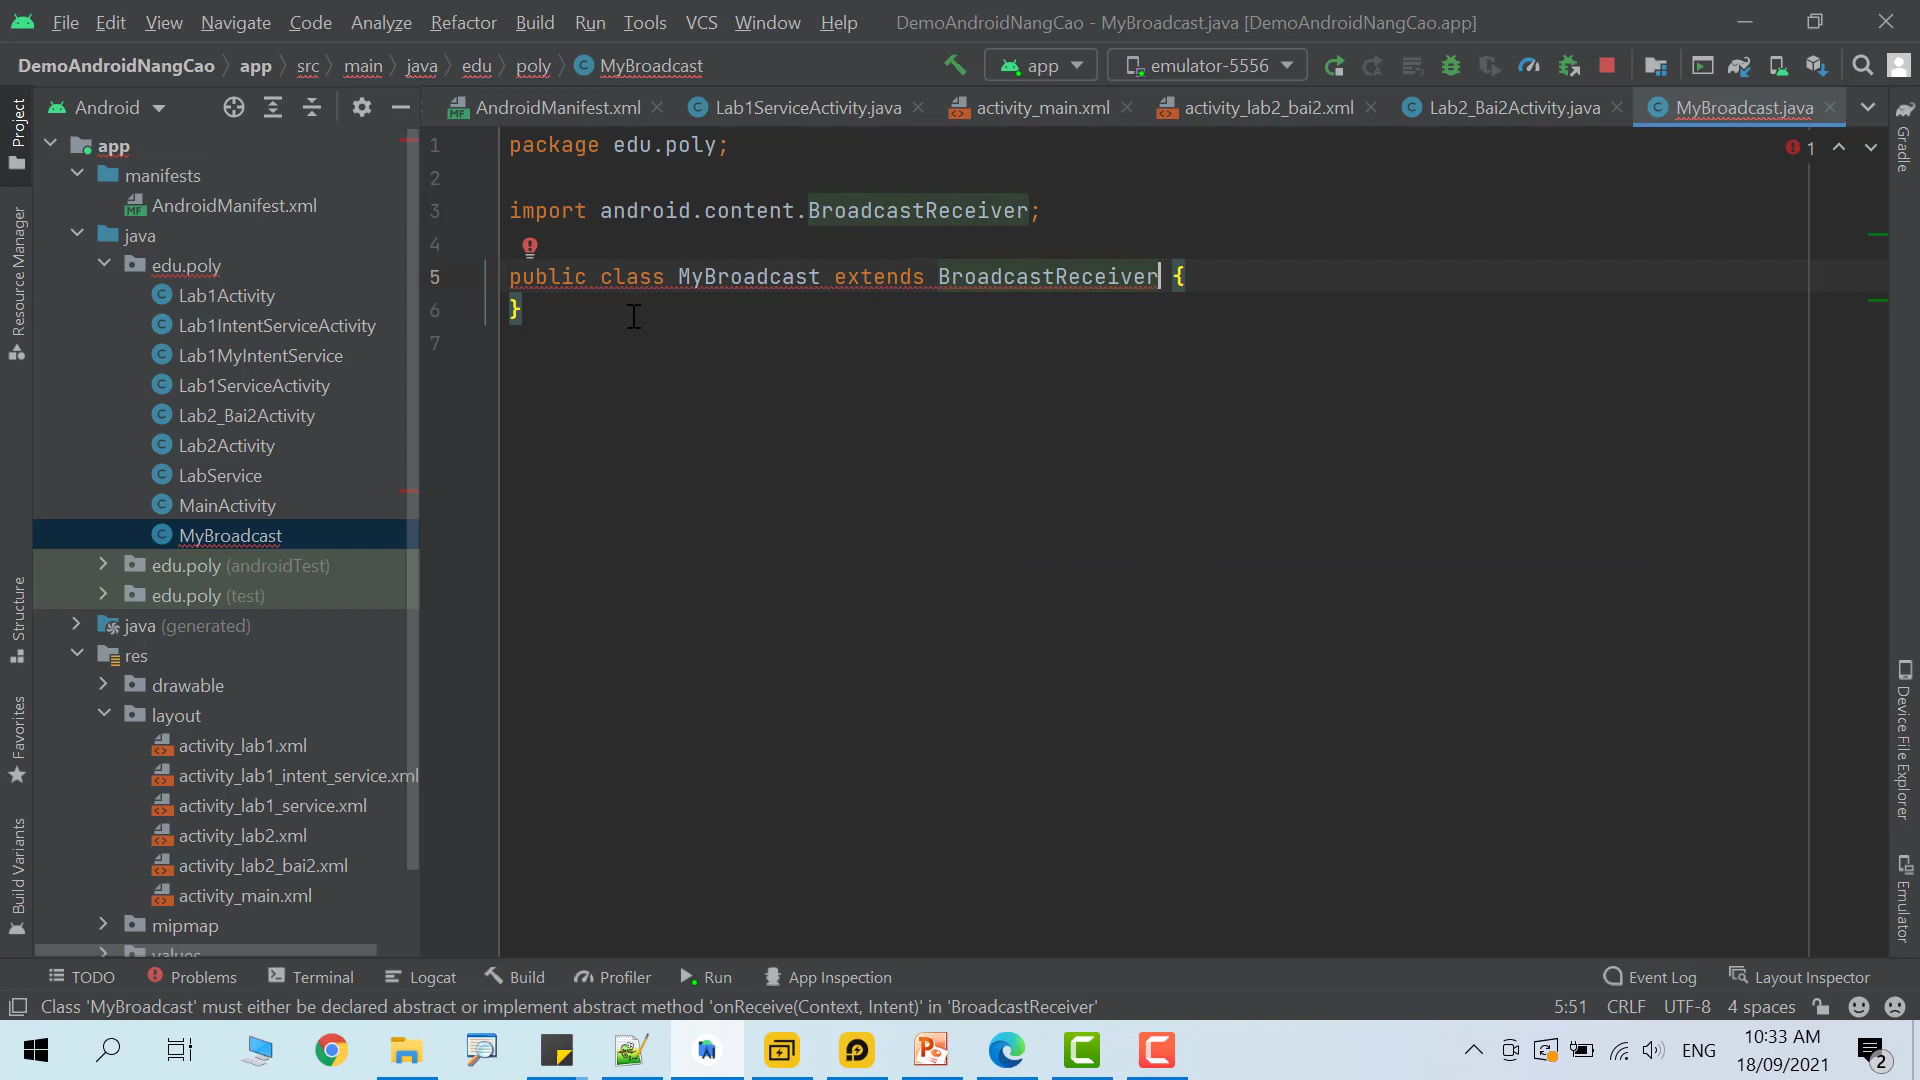 File Edit View Navigate Code Analyze Refactor Build Run Tools VCS Window Help DemoAndroidNangCao - MyBroadcast.java [DemoAndroidNangCao.app]
DemoAndroidNangCao app src main java edu poly MyBroadcast app emulator-5556
Android AndroidManifest.xml Lab1ServiceActivity.java activity_main.xml activity_lab2_bai2.xml Lab2_Bai2Activity.java MyBroadcast.java
Project
Resource Manager
Structure
Favorites
Build Variants
app
manifests
AndroidManifest.xml
java
edu.poly
Lab1Activity
Lab1IntentServiceActivity
Lab1MyIntentService
Lab1ServiceActivity
Lab2_Bai2Activity
Lab2Activity
LabService
MainActivity
MyBroadcast
edu.poly (androidTest)
edu.poly (test)
java (generated)
res
drawable
layout
activity_lab1.xml
activity_lab1_intent_service.xml
activity_lab1_service.xml
activity_lab2.xml
activity_lab2_bai2.xml
activity_main.xml
mipmap
values
1 package edu.poly;
2
3 import android.content.BroadcastReceiver;
4
5 public class MyBroadcast extends BroadcastReceiver {
6 }
7
1
Gradle
Device File Explorer
Emulator
TODO Problems Terminal Logcat Build Profiler Run App Inspection Event Log Layout Inspector
Class 'MyBroadcast' must either be declared abstract or implement abstract method 'onReceive(Context, Intent)' in 'BroadcastReceiver' 5:51 CRLF UTF-8 4 spaces
ENG
10:33 AM
18/09/2021
2